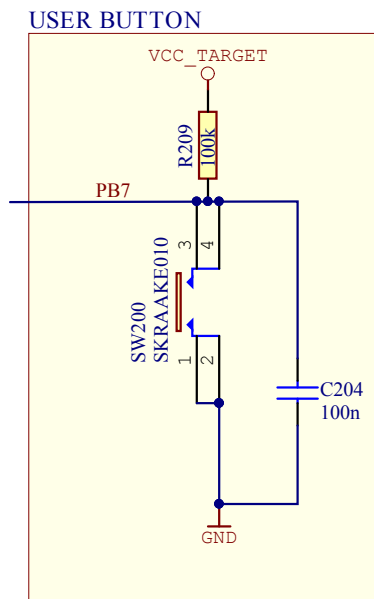 USER BUTTON
VCC_TARGET
R209
100k
PB7
3
4
SW200
SKRAAKE010
1
2
C204
100n
GND